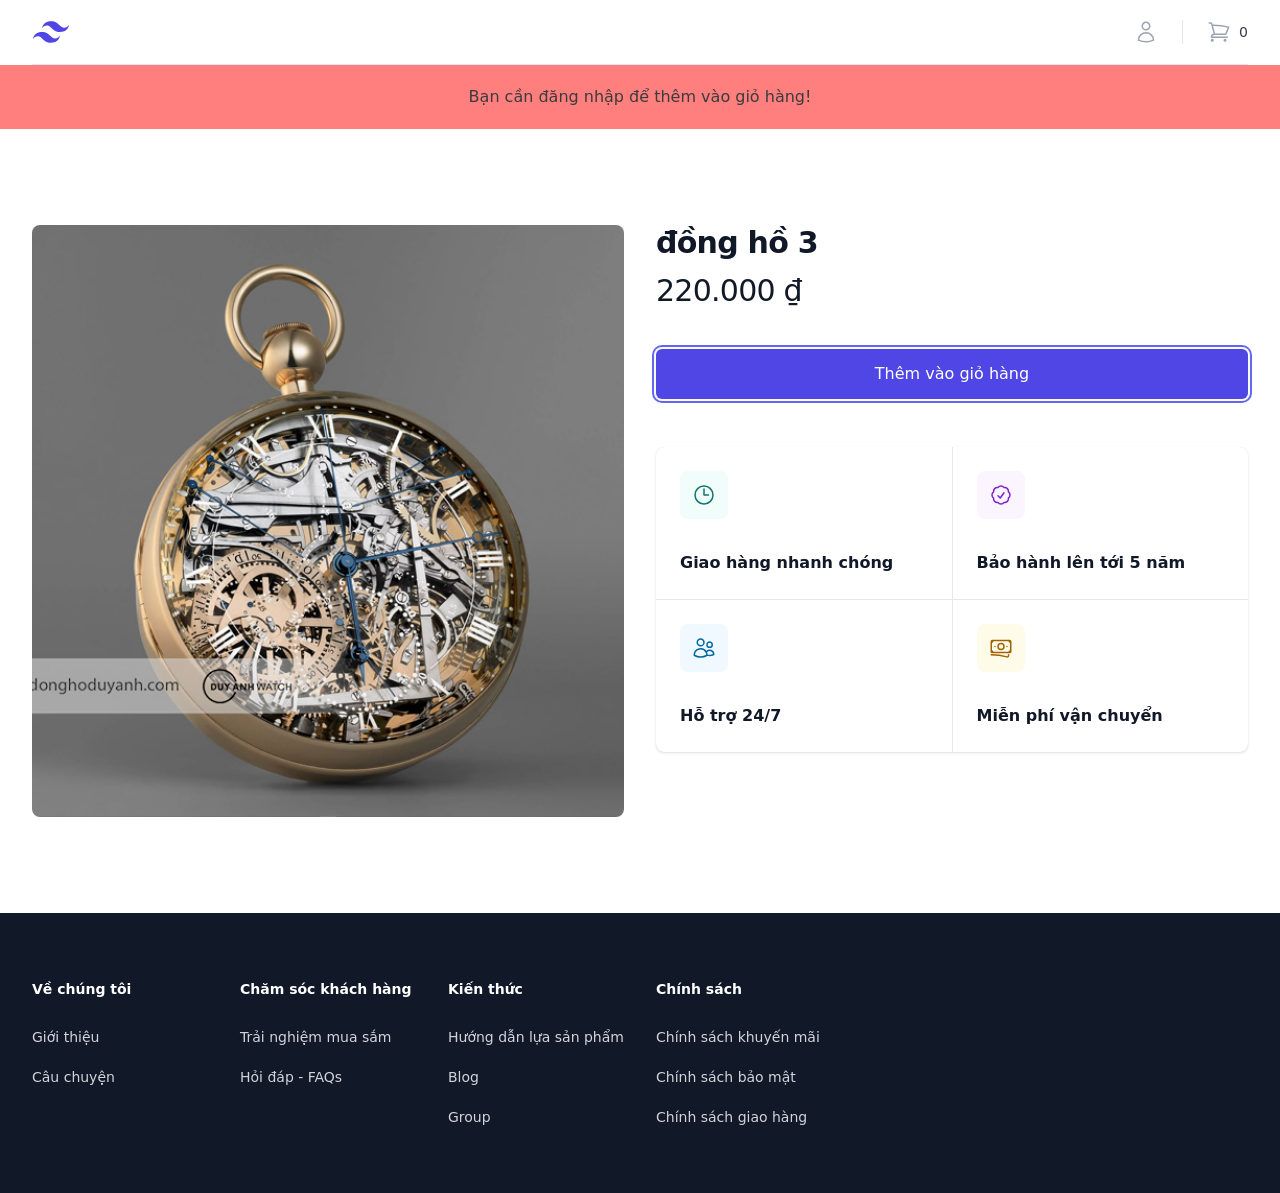 0
Bạn cần đăng nhập để thêm vào giỏ hàng!
đồng hồ 3
220.000 ₫
Thêm vào giỏ hàng
donghoduyanh.com
DUY ANH WATCH
Giao hàng nhanh chóng
Bảo hành lên tới 5 năm
Hỗ trợ 24/7
Miễn phí vận chuyển
Về chúng tôi
Giới thiệu
Câu chuyện
Chăm sóc khách hàng
Trải nghiệm mua sắm
Hỏi đáp - FAQs
Kiến thức
Hướng dẫn lựa sản phẩm
Blog
Group
Chính sách
Chính sách khuyến mãi
Chính sách bảo mật
Chính sách giao hàng